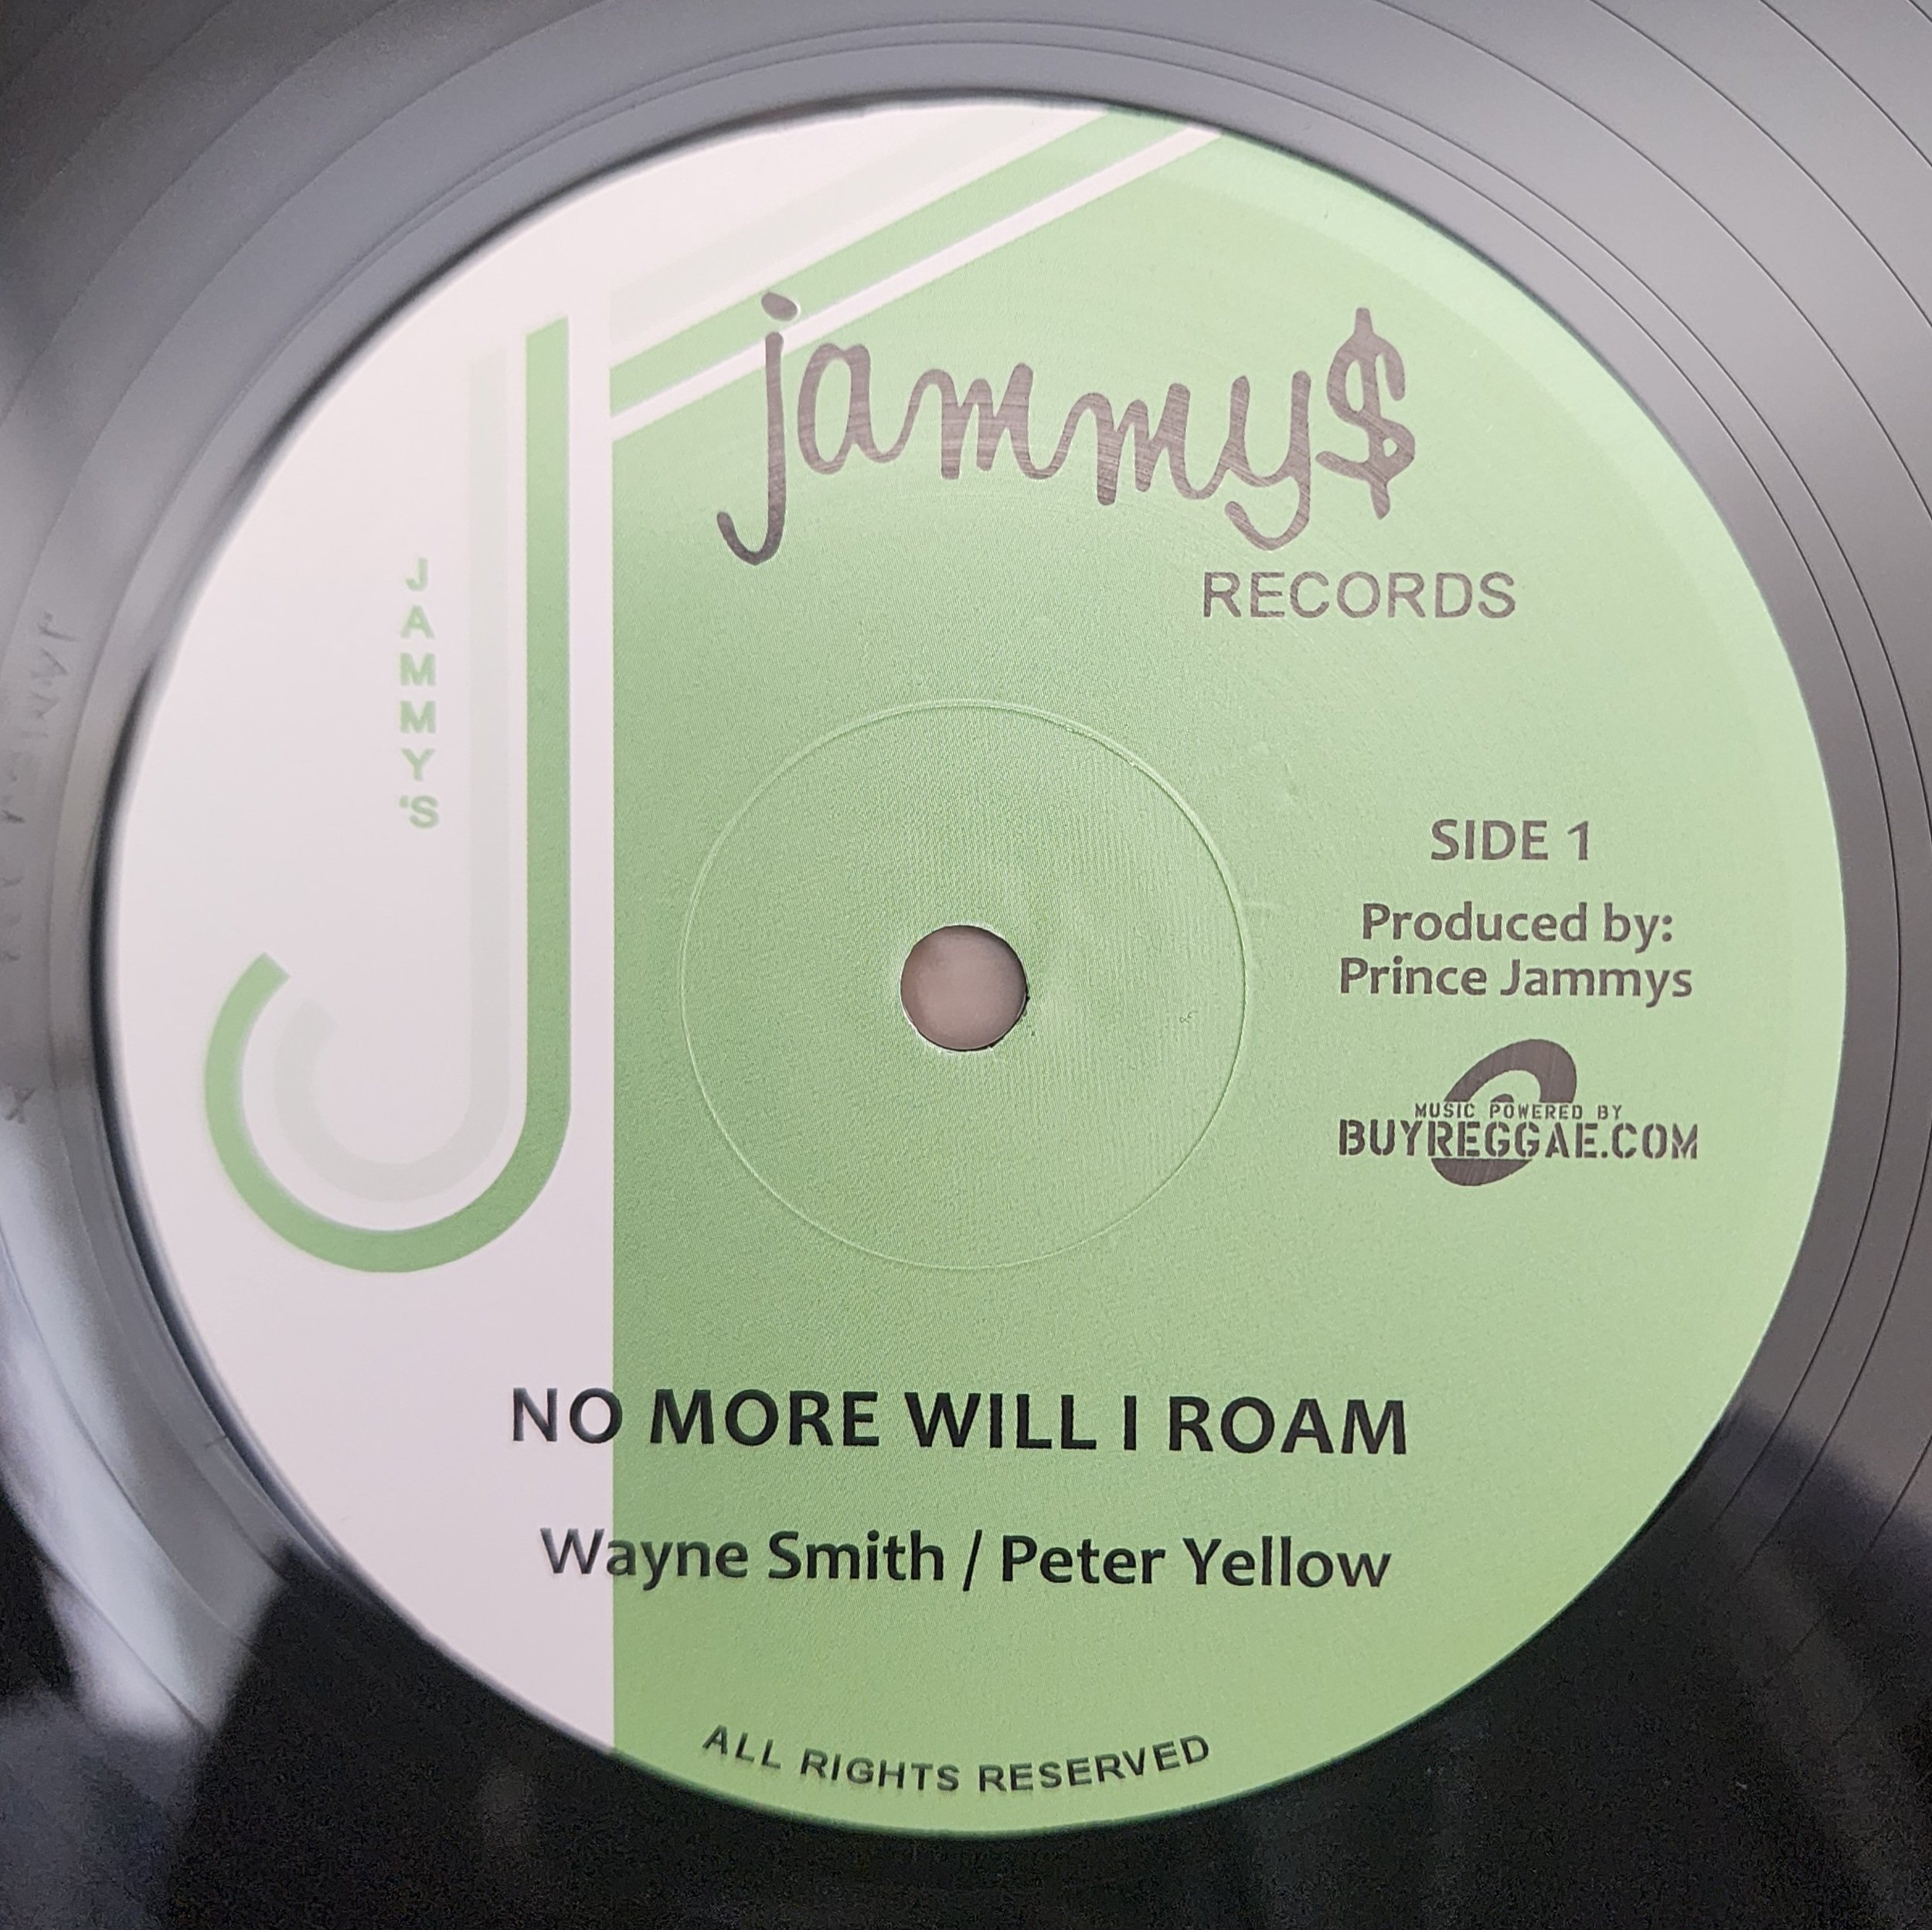 jammy$
RECORDS
JAMMY'S
SIDE 1
Produced by:
Prince Jammys
MUSIC POWERED BY
BUYREGGAE.COM
NO MORE WILL I ROAM
Wayne Smith / Peter Yellow
ALL RIGHTS RESERVED